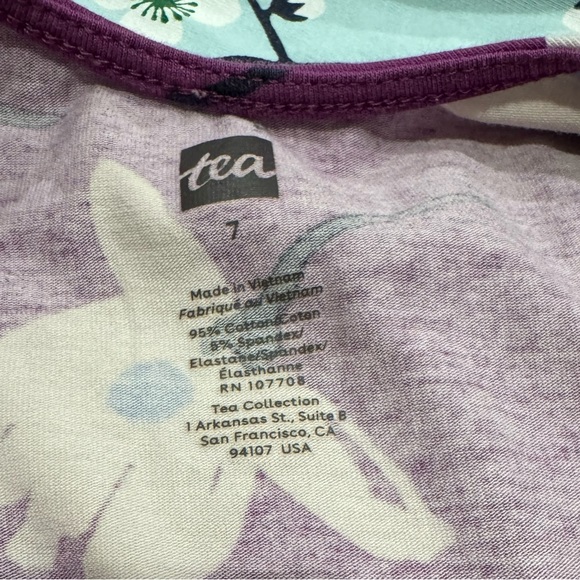 tea
7
Made in Vietnam
Fabriqué au Vietnam
95% Cotton/Coton
5% Spandex/
Elastane/Spandex/
Élasthanne
RN 107708
Tea Collection
1 Arkansas St., Suite B
San Francisco, CA
94107 USA